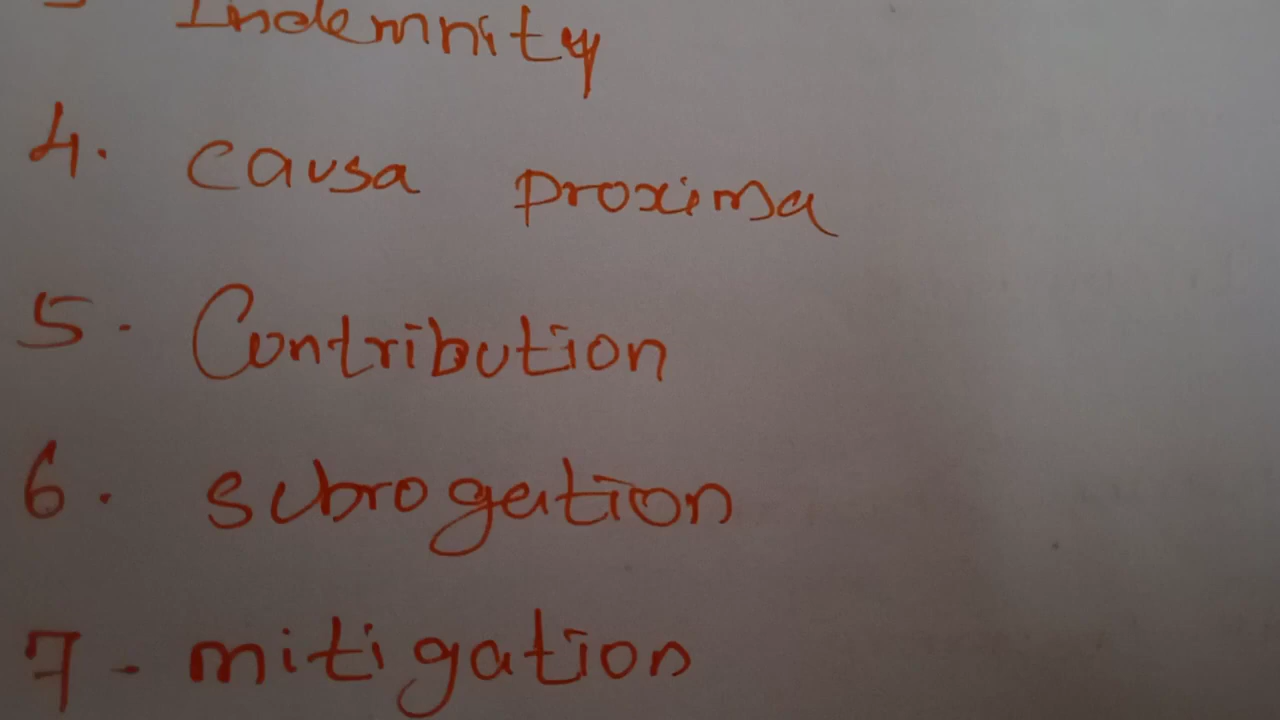 Indemnity
4. causa proxima
5. Contribution
6. subrogation
7- mitigation